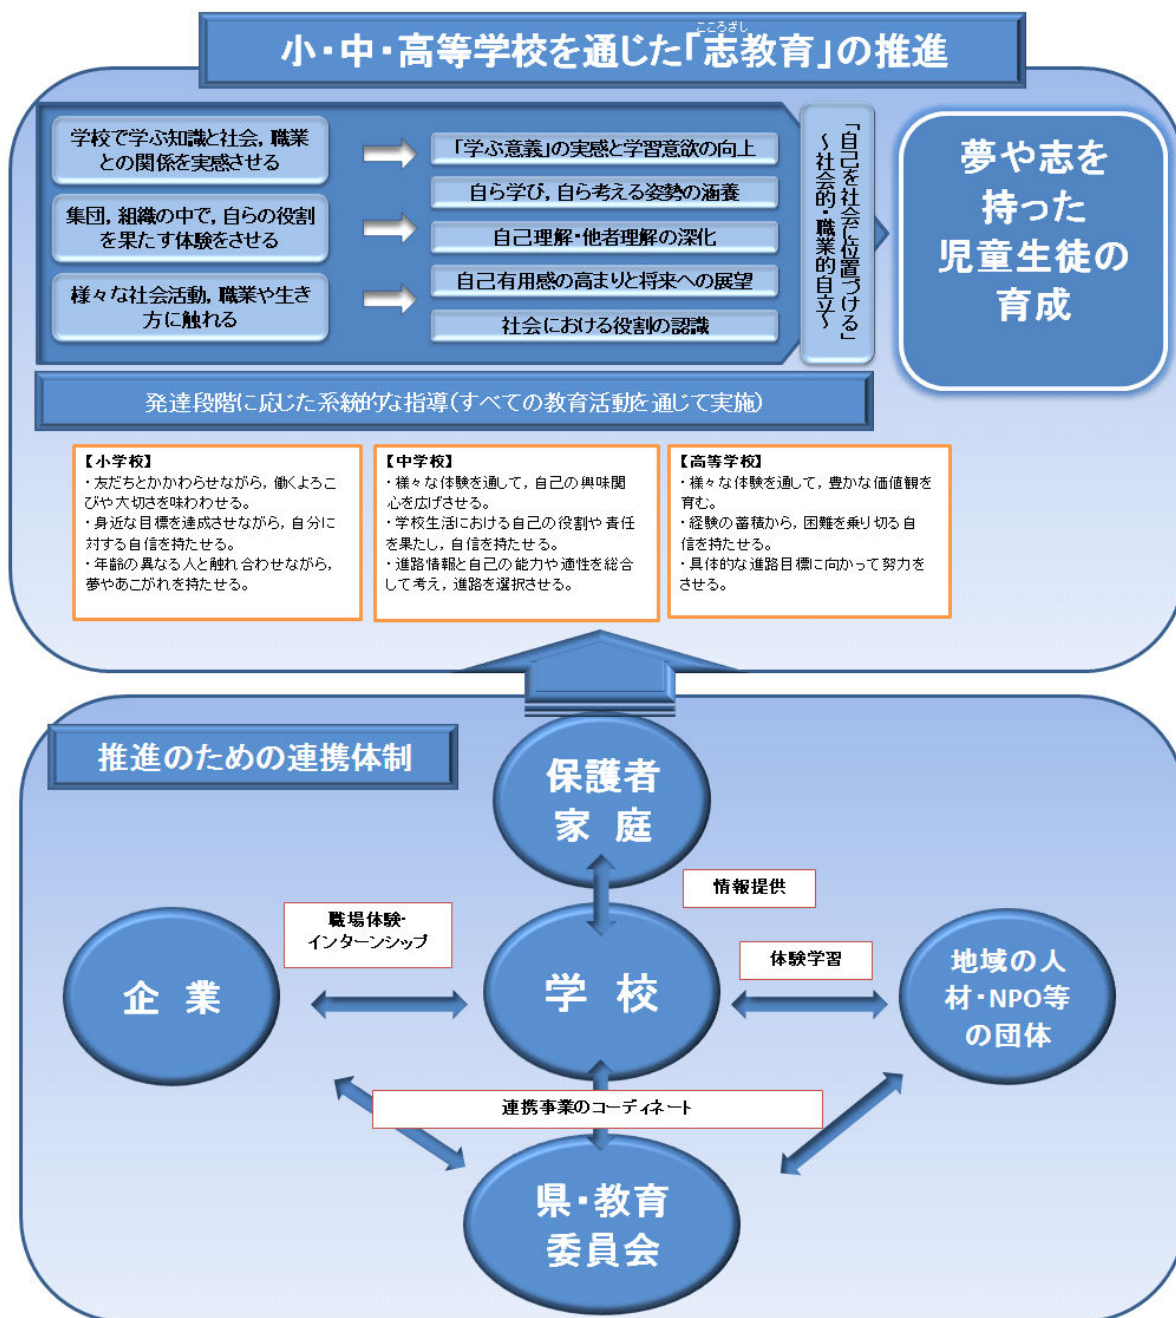 こころざし
小・中・高等学校を通じた「志教育」の推進
学校で学ぶ知識と社会，職業
との関係を実感させる
集団，組織の中で，自らの役割
を果たす体験をさせる
様々な社会活動，職業や生き
方に触れる
「学ぶ意義」の実感と学習意欲の向上
自ら学び，自ら考える姿勢の涵養
自己理解・他者理解の深化
自己有用感の高まりと将来への展望
社会における役割の認識
「自己を社会に位置づける」
～社会的・職業的自立～
夢や志を
持った
児童生徒の
育成
発達段階に応じた系統的な指導（すべての教育活動を通じて実施）
【小学校】
・友だちとかかわらせながら，働くよろこ
びや大切さを味わわせる。
・身近な目標を達成させながら，自分に
対する自信を持たせる。
・年齢の異なる人と触れ合わせながら，
夢やあこがれを持たせる。
【中学校】
・様々な体験を通して，自己の興味関
心を広げさせる。
・学校生活における自己の役割や責任
を果たし，自信を持たせる。
・進路情報と自己の能力や適性を総合
して考え，進路を選択させる。
【高等学校】
・様々な体験を通して，豊かな価値観を
育む。
・経験の蓄積から，困難を乗り切る自
信を持たせる。
・具体的な進路目標に向かって努力を
させる。
推進のための連携体制
保護者
家 庭
情報提供
職場体験・
インターンシップ
企 業
学 校
体験学習
地域の人
材・NPO等
の団体
連携事業のコーディネート
県・教育
委員会